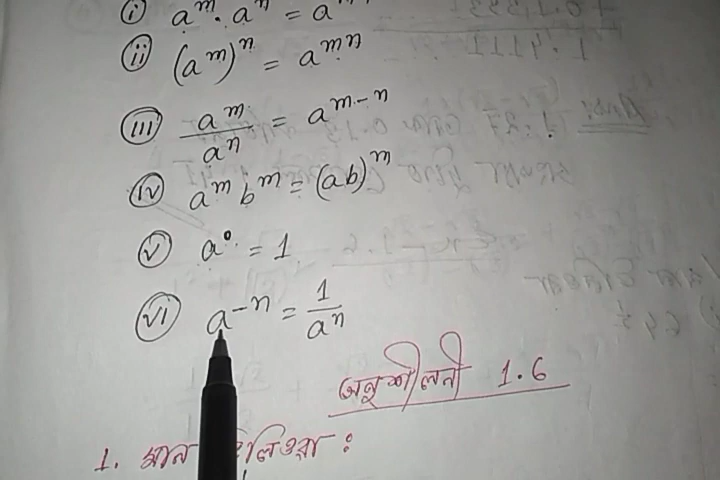 (i) aᵐ · aⁿ = a
(ii) (aᵐ)ⁿ = aᵐⁿ
(iii) aᵐ/aⁿ = aᵐ⁻ⁿ
(iv) aᵐ bᵐ = (ab)ᵐ
(v) a⁰ = 1
(vi) a⁻ⁿ = 1/aⁿ
অনুশীলনী 1.6
1. মান :